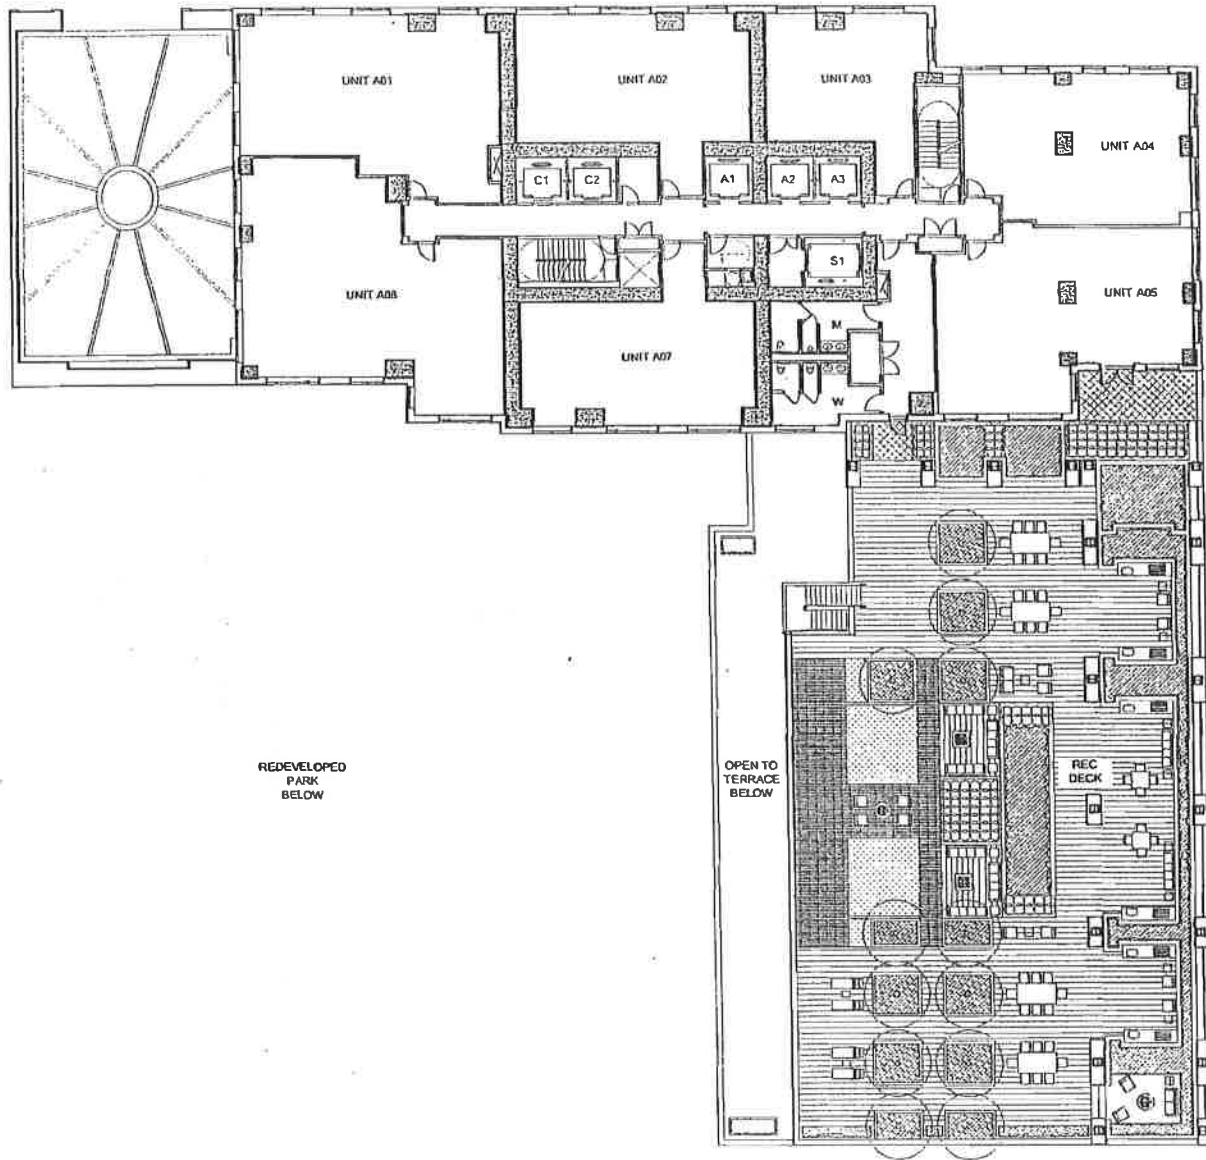 UNIT A01
UNIT A02
UNIT A03
UNIT A04
C1
C2
A1
A2
A3
S1
UNIT A08
UNIT A05
M
UNIT A07
W
REDEVELOPED
PARK
BELOW
OPEN TO
TERRACE
BELOW
REC
DECK